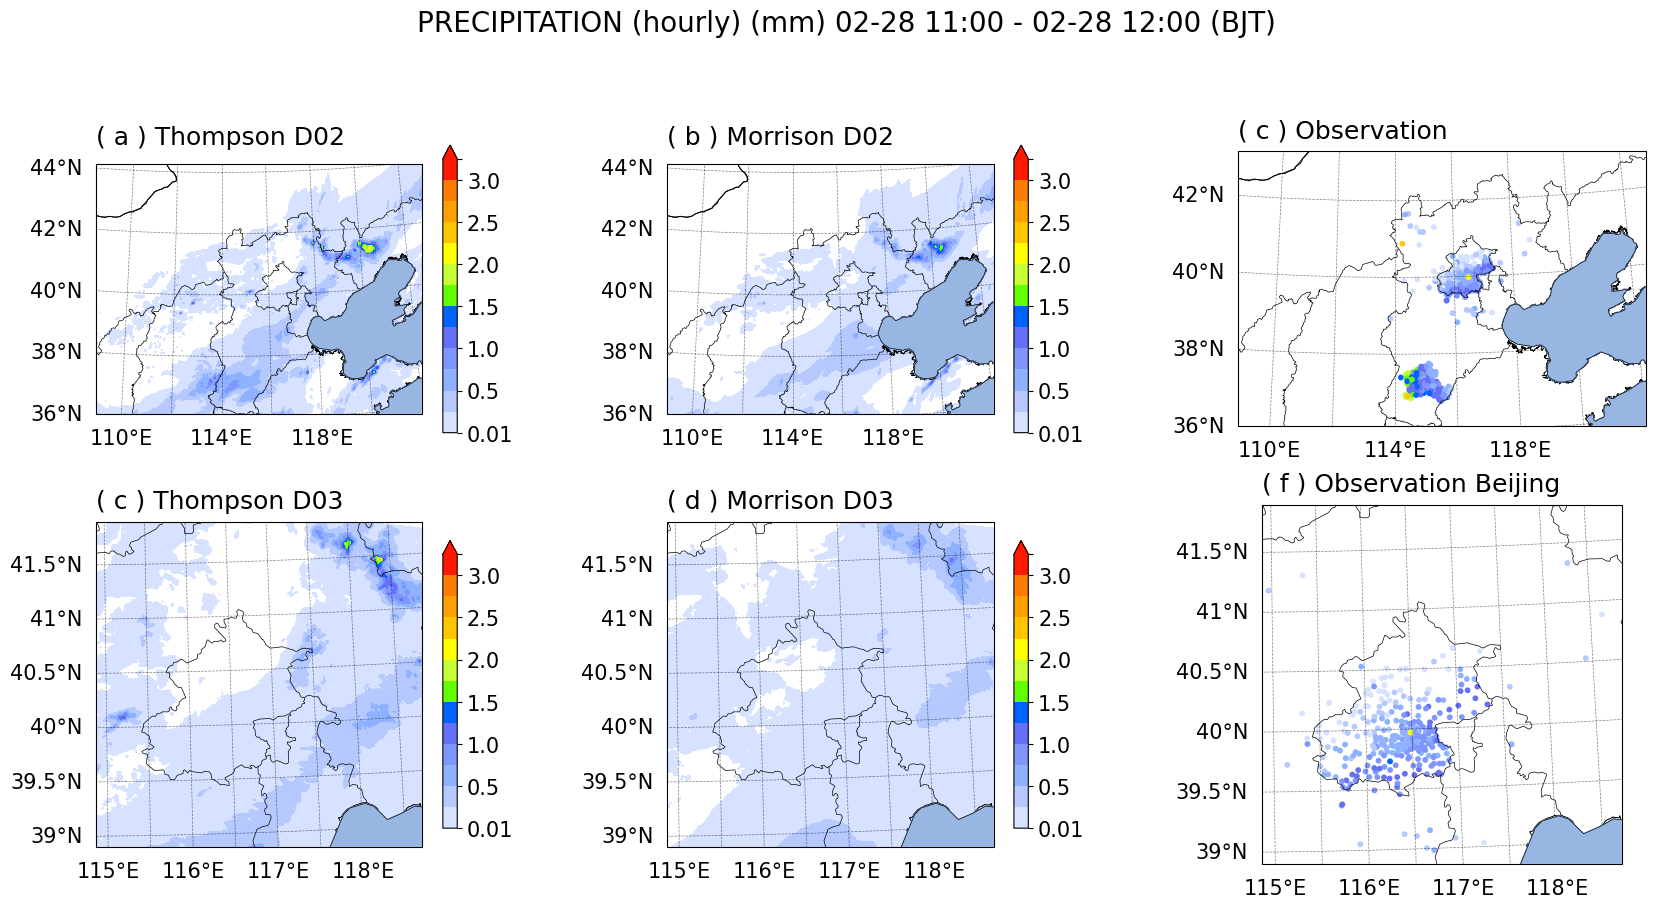 PRECIPITATION (hourly) (mm) 02-28 11:00 - 02-28 12:00 (BJT)
( a ) Thompson D02
44°N
42°N
40°N
38°N
36°N
110°E 114°E 118°E
3.0
2.5
2.0
1.5
1.0
0.5
0.01
( b ) Morrison D02
44°N
42°N
40°N
38°N
36°N
110°E 114°E 118°E
3.0
2.5
2.0
1.5
1.0
0.5
0.01
( c ) Observation
42°N
40°N
38°N
36°N
110°E 114°E 118°E
( c ) Thompson D03
41.5°N
41°N
40.5°N
40°N
39.5°N
39°N
115°E 116°E 117°E 118°E
3.0
2.5
2.0
1.5
1.0
0.5
0.01
( d ) Morrison D03
41.5°N
41°N
40.5°N
40°N
39.5°N
39°N
115°E 116°E 117°E 118°E
3.0
2.5
2.0
1.5
1.0
0.5
0.01
( f ) Observation Beijing
41.5°N
41°N
40.5°N
40°N
39.5°N
39°N
115°E 116°E 117°E 118°E